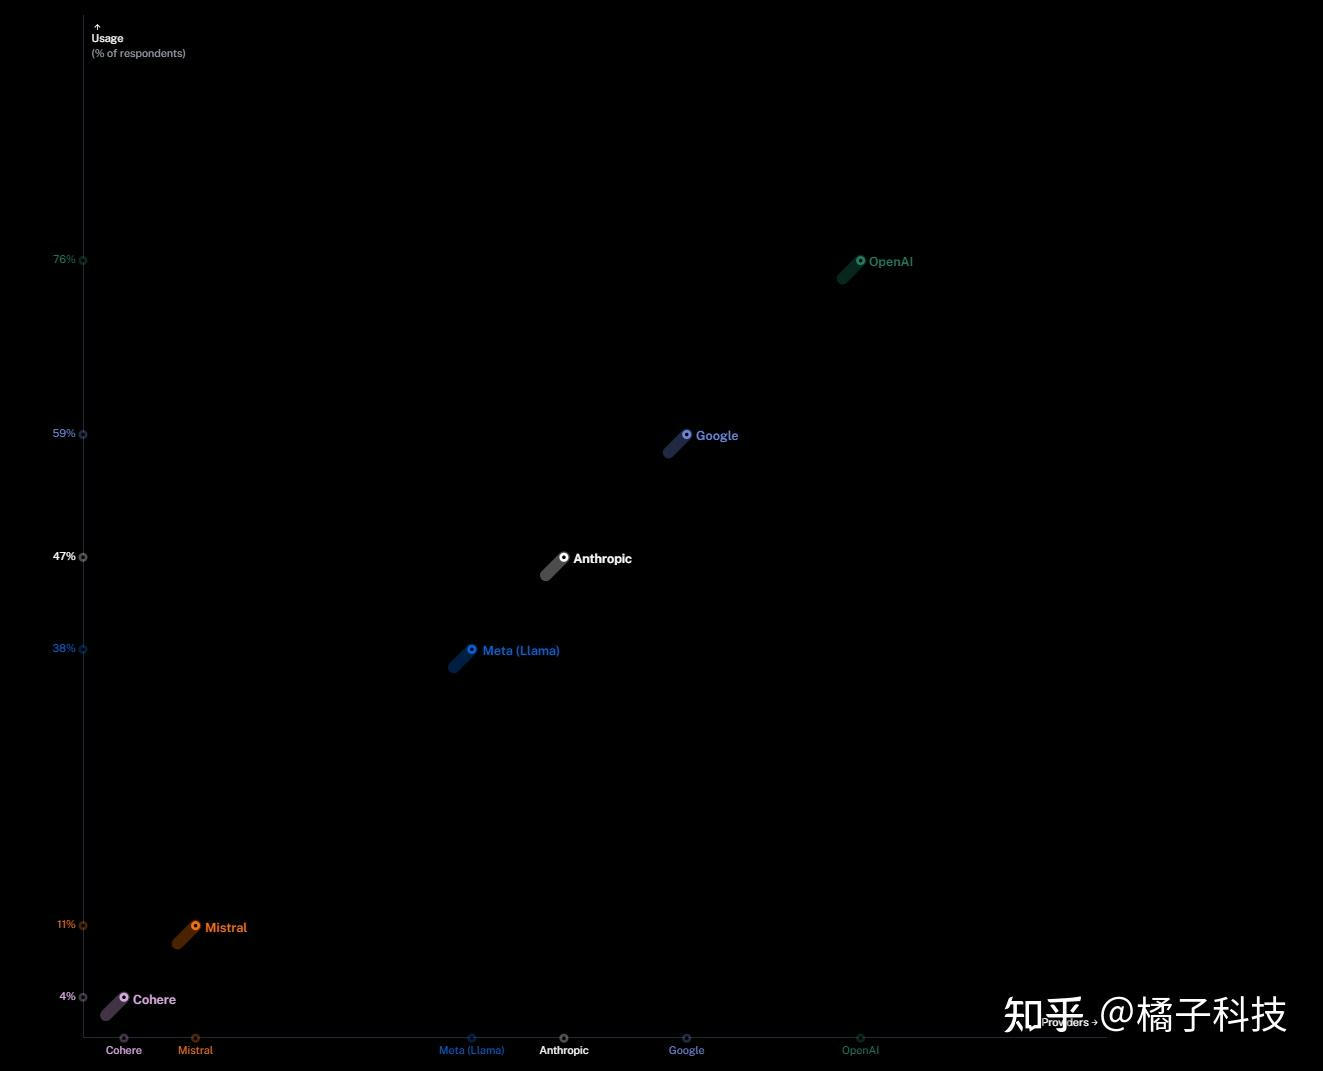 ↑
Usage
(% of respondents)
76%
OpenAI
59%
Google
47%
Anthropic
38%
Meta (Llama)
11%
Mistral
4%
Cohere
Providers →
知乎 @橘子科技
Cohere Mistral Meta (Llama) Anthropic Google OpenAI